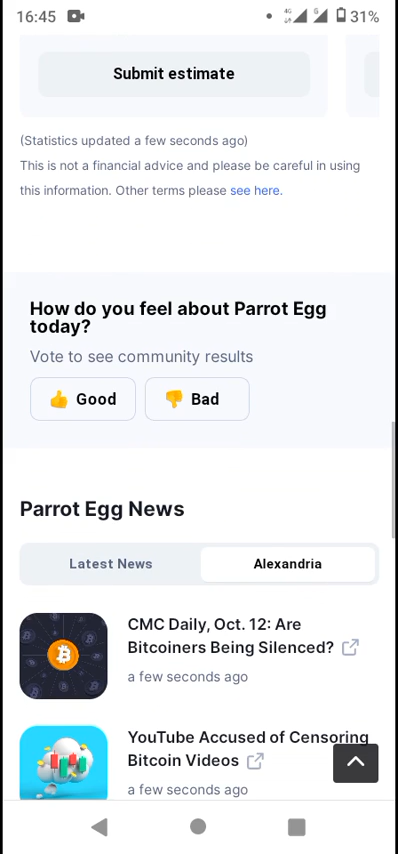 16:45 4G G 31%
Submit estimate
(Statistics updated a few seconds ago)
This is not a financial advice and please be careful in using
this information. Other terms please see here.
How do you feel about Parrot Egg
today?
Vote to see community results
👍 Good 👎 Bad
Parrot Egg News
Latest News Alexandria
CMC Daily, Oct. 12: Are
Bitcoiners Being Silenced?
a few seconds ago
YouTube Accused of Censoring
Bitcoin Videos
a few seconds ago